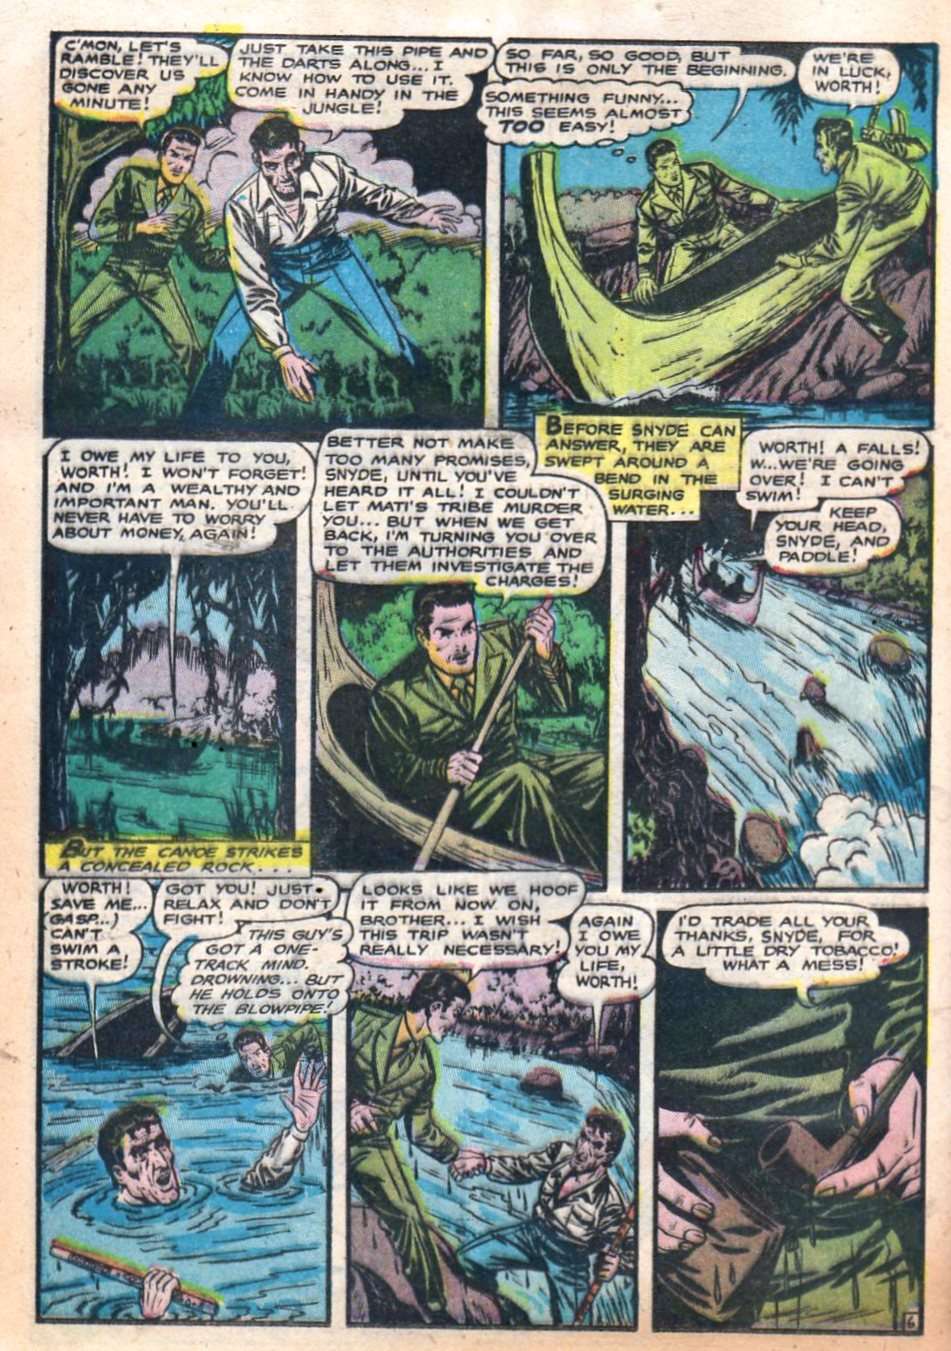 C'MON, LET'S
RAMBLE! THEY'LL
DISCOVER US
GONE ANY
MINUTE!
JUST TAKE THIS PIPE AND
THE DARTS ALONG... I
KNOW HOW TO USE IT.
COME IN HANDY IN THE
JUNGLE!
SO FAR, SO GOOD, BUT
THIS IS ONLY THE BEGINNING.
SOMETHING FUNNY...
THIS SEEMS ALMOST
TOO EASY!
WE'RE
IN LUCK,
WORTH!
I OWE MY LIFE TO YOU,
WORTH! I WON'T FORGET!
AND I'M A WEALTHY AND
IMPORTANT MAN. YOU'LL
NEVER HAVE TO WORRY
ABOUT MONEY, AGAIN!
BETTER NOT MAKE
TOO MANY PROMISES,
SNYDE, UNTIL YOU'VE
HEARD IT ALL! I COULDN'T
LET MATI'S TRIBE MURDER
YOU... BUT WHEN WE GET
BACK, I'M TURNING YOU OVER
TO THE AUTHORITIES AND
LET THEM INVESTIGATE THE
CHARGES!
BEFORE SNYDE CAN
ANSWER, THEY ARE
SWEPT AROUND A
BEND IN THE
SURGING
WATER...
WORTH! A FALLS!
W...WE'RE GOING
OVER! I CAN'T
SWIM!
KEEP
YOUR HEAD,
SNYDE, AND
PADDLE!
BUT THE CANOE STRIKES
A CONCEALED ROCK...
WORTH!
SAVE ME...
(GASP...)
CAN'T
SWIM A
STROKE!
GOT YOU! JUST
RELAX AND DON'T
FIGHT!
THIS GUY'S
GOT A ONE-
TRACK MIND.
DROWNING... BUT
HE HOLDS ONTO
THE BLOWPIPE!
LOOKS LIKE WE HOOF
IT FROM NOW ON,
BROTHER... I WISH
THIS TRIP WASN'T
REALLY NECESSARY!
AGAIN
I OWE
YOU MY
LIFE,
WORTH!
I'D TRADE ALL YOUR
THANKS, SNYDE, FOR
A LITTLE DRY TOBACCO!
WHAT A MESS!
6